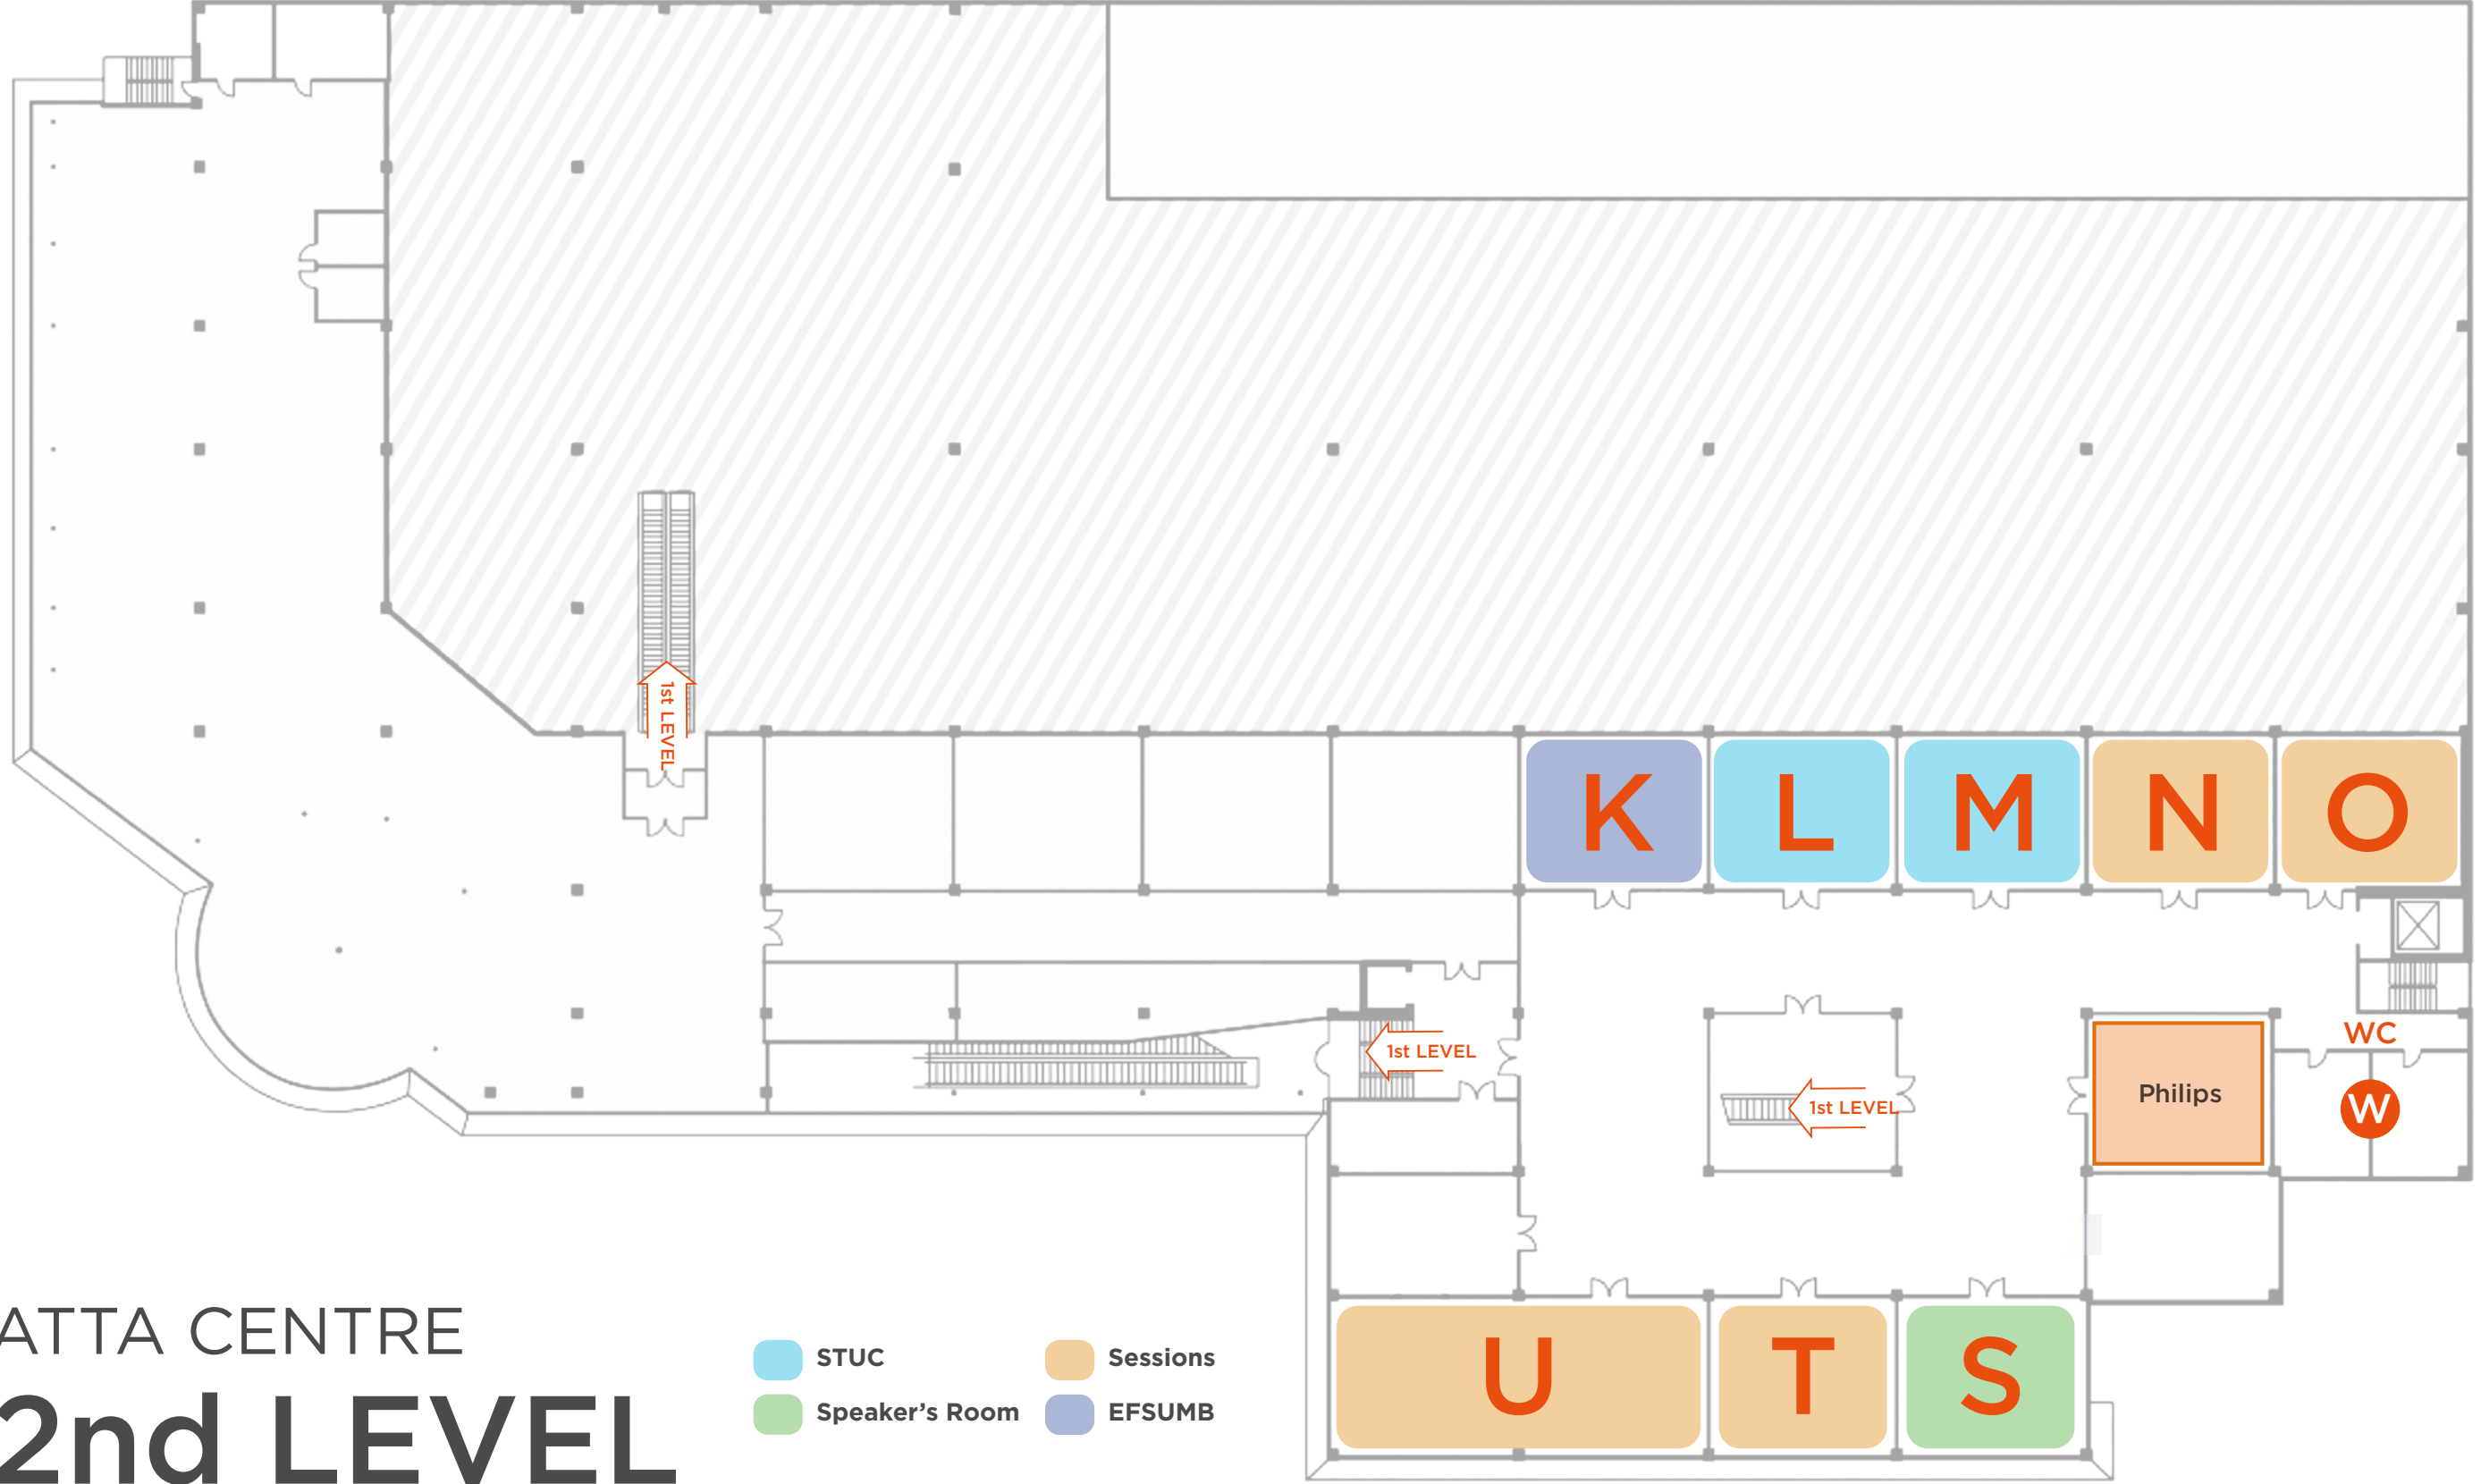 1st LEVEL
K L M N O
1st LEVEL
WC
Philips
1st LEVEL
W
ATTA CENTRE
2nd LEVEL
STUC
Sessions
Speaker's Room
EFSUMB
U T S